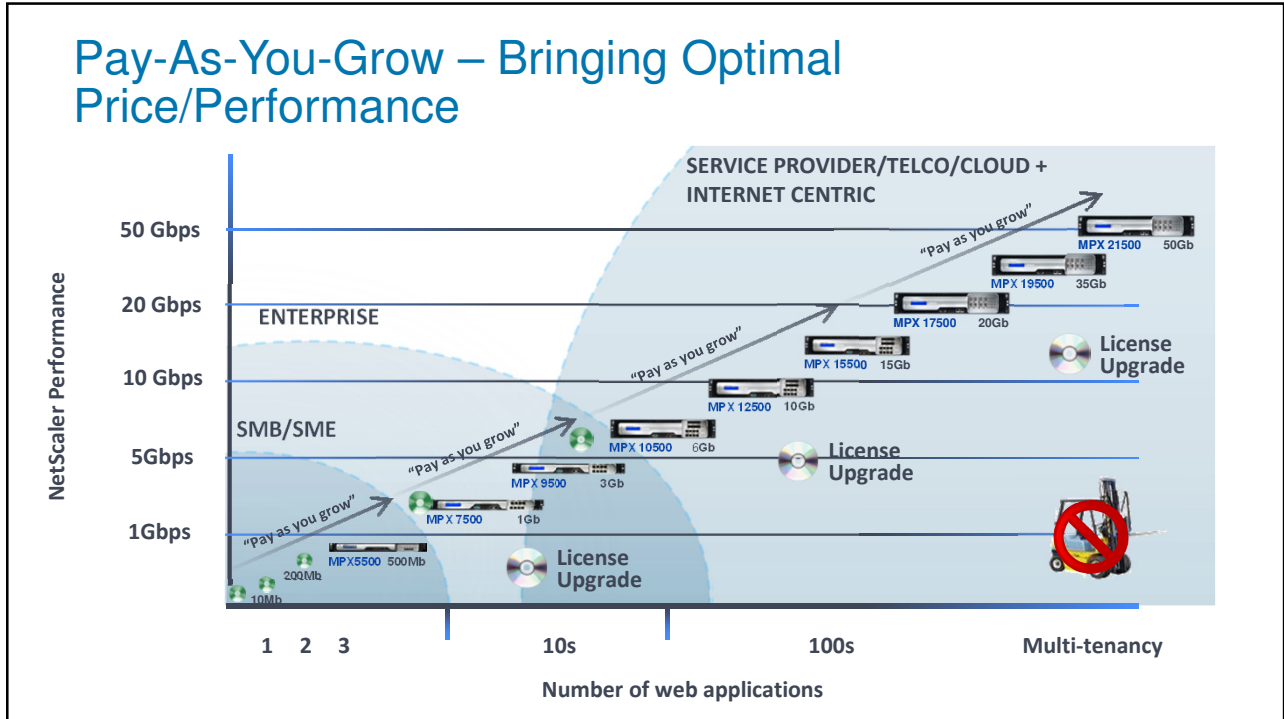 Pay-As-You-Grow – Bringing Optimal
Price/Performance
SERVICE PROVIDER/TELCO/CLOUD +
INTERNET CENTRIC
50 Gbps
"Pay as you grow"
MPX 21500 50Gb
MPX 19500 35Gb
20 Gbps
ENTERPRISE
MPX 17500 20Gb
"Pay as you grow"
MPX 15500 15Gb
License
Upgrade
10 Gbps
MPX 12500 10Gb
SMB/SME
"Pay as you grow"
MPX 10500 6Gb
License
Upgrade
5Gbps
MPX 9500 3Gb
MPX 7500 1Gb
"Pay as you grow"
1Gbps
MPX5500 500Mb
License
Upgrade
200Mb
10Mb
NetScaler Performance
1 2 3 10s 100s Multi-tenancy
Number of web applications